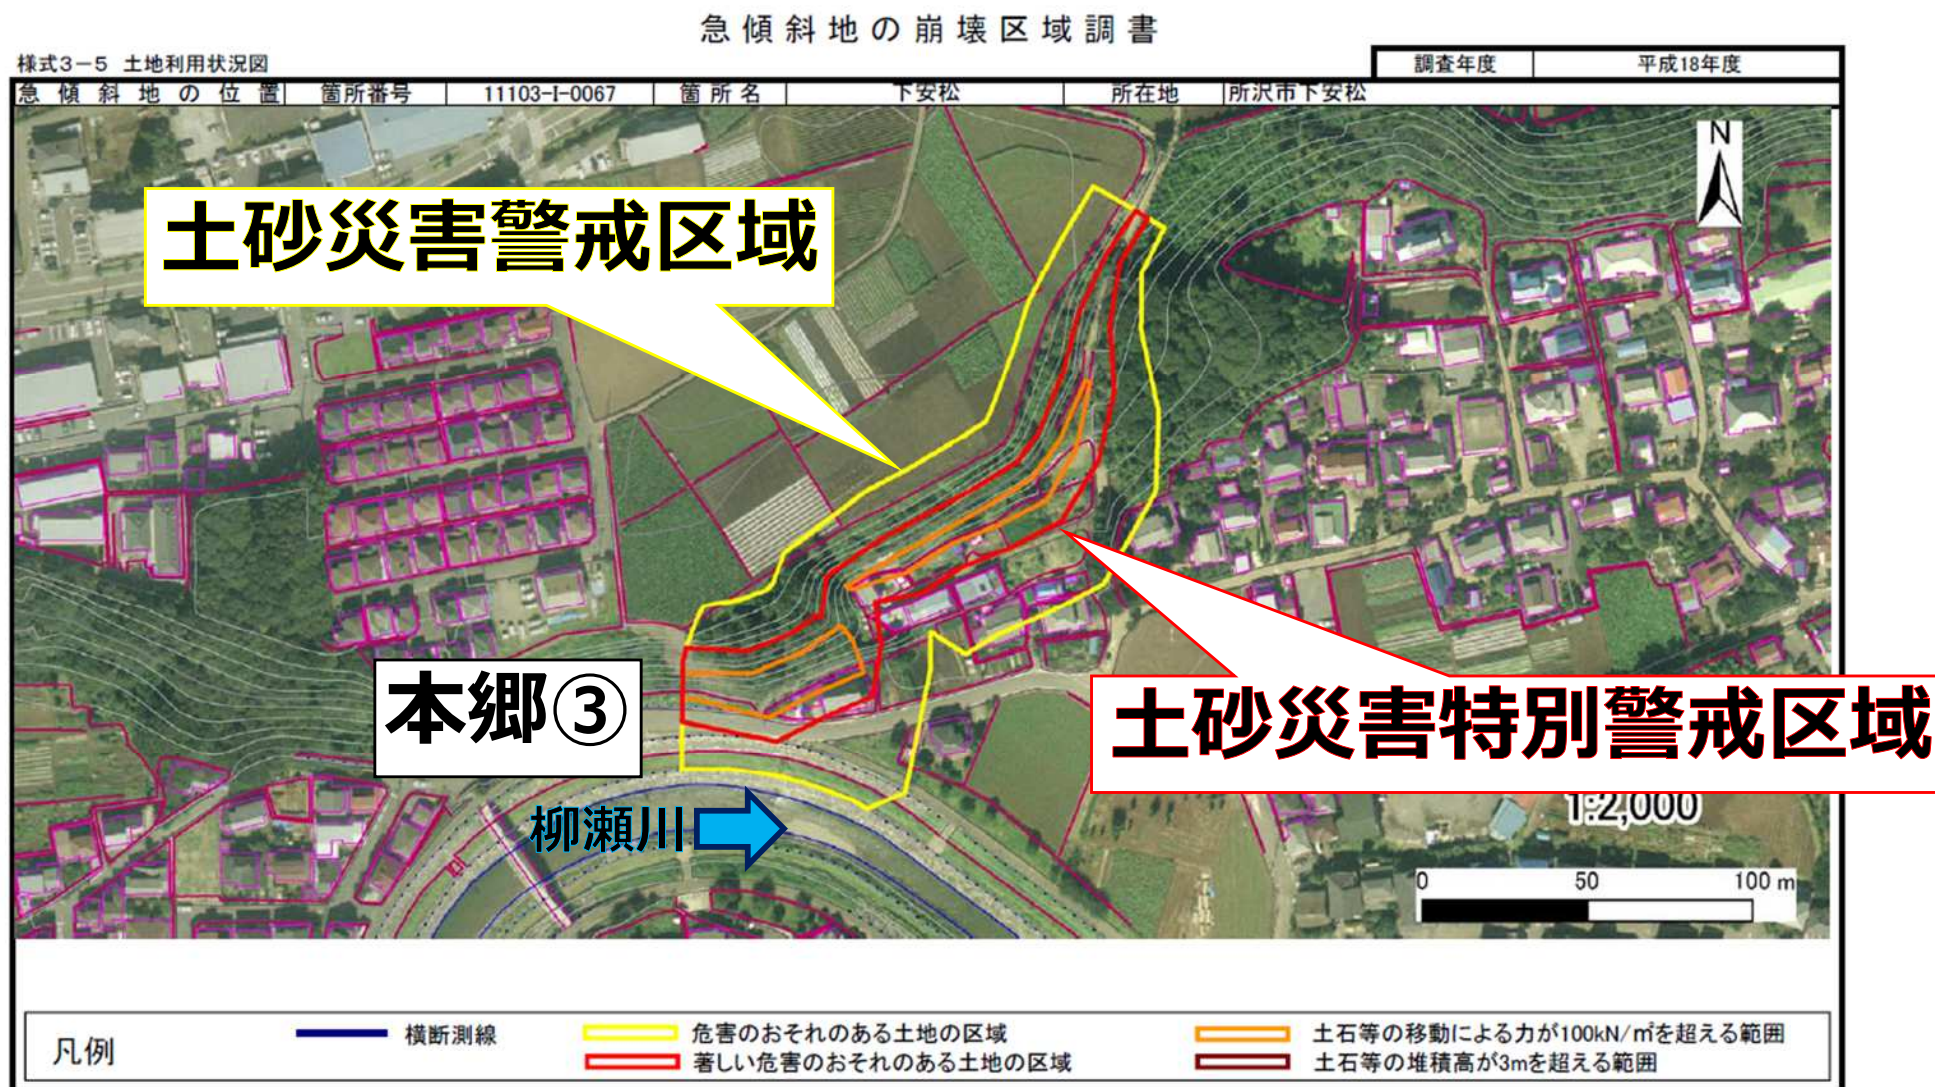 急傾斜地の崩壊区域調書
様式3-5 土地利用状況図
調査年度 平成18年度
急傾斜地の位置 箇所番号 11103-I-0067 箇所名 下安松 所在地 所沢市下安松
N
土砂災害警戒区域
本郷③
土砂災害特別警戒区域
柳瀬川
1:2,000
0 50 100 m
凡例
横断測線
危害のおそれのある土地の区域
著しい危害のおそれのある土地の区域
土石等の移動による力が100kN/㎡を超える範囲
土石等の堆積高が3mを超える範囲